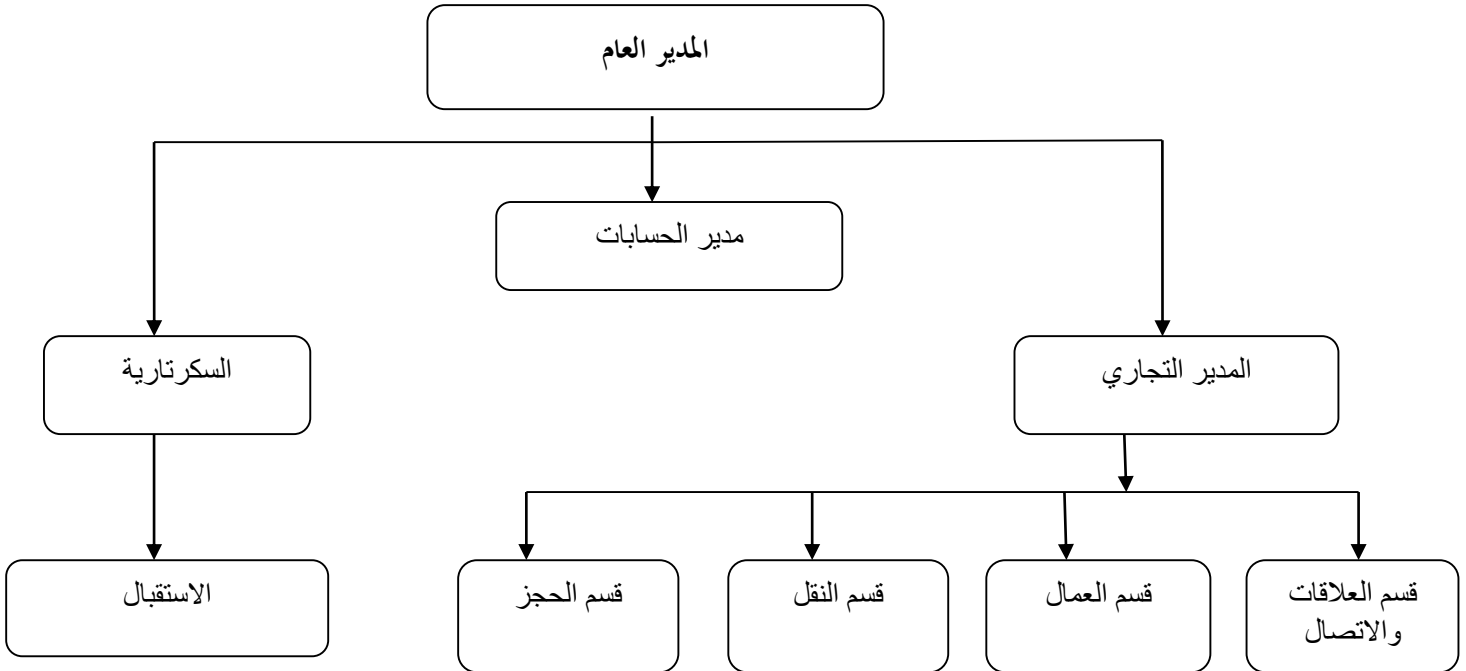 المدير العام
مدير الحسابات
المدير التجاري
السكرتارية
قسم العلاقات
والاتصال
قسم العمال
قسم النقل
قسم الحجز
الاستقبال